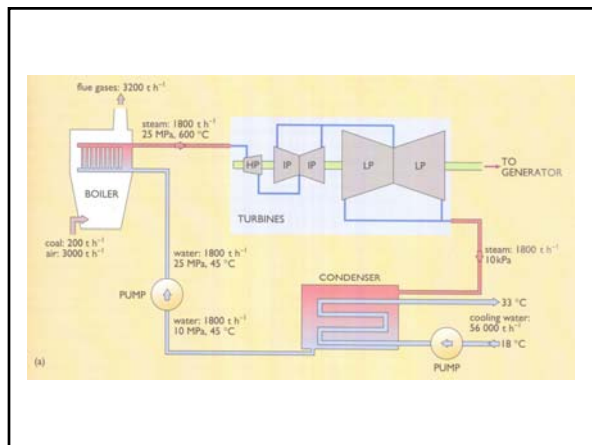 flue gases: 3200 t h⁻¹
steam: 1800 t h⁻¹
25 MPa, 600 °C
HP
IP
IP
LP
LP
TO
GENERATOR
BOILER
TURBINES
coal: 200 t h⁻¹
air: 3000 t h⁻¹
water: 1800 t h⁻¹
25 MPa, 45 °C
steam: 1800 t h⁻¹
10 kPa
CONDENSER
PUMP
33 °C
water: 1800 t h⁻¹
10 MPa, 45 °C
cooling water:
56 000 t h⁻¹
18 °C
(a)
PUMP